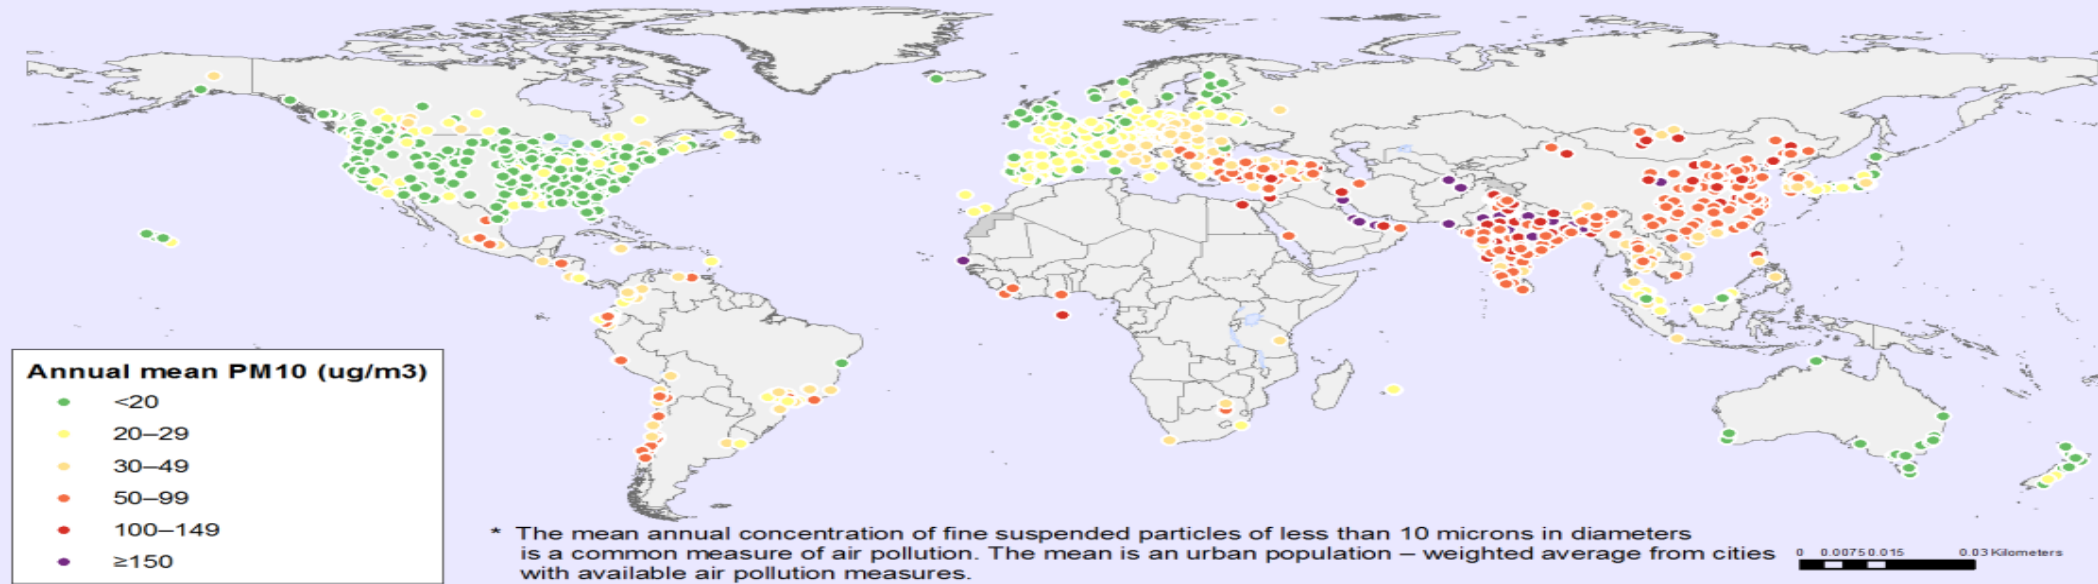 Annual mean PM10 (ug/m3)
<20
20–29
30–49
50–99
100–149
≥150
* The mean annual concentration of fine suspended particles of less than 10 microns in diameters
is a common measure of air pollution. The mean is an urban population – weighted average from cities
with available air pollution measures.
0 0.0075 0.015 0.03 Kilometers